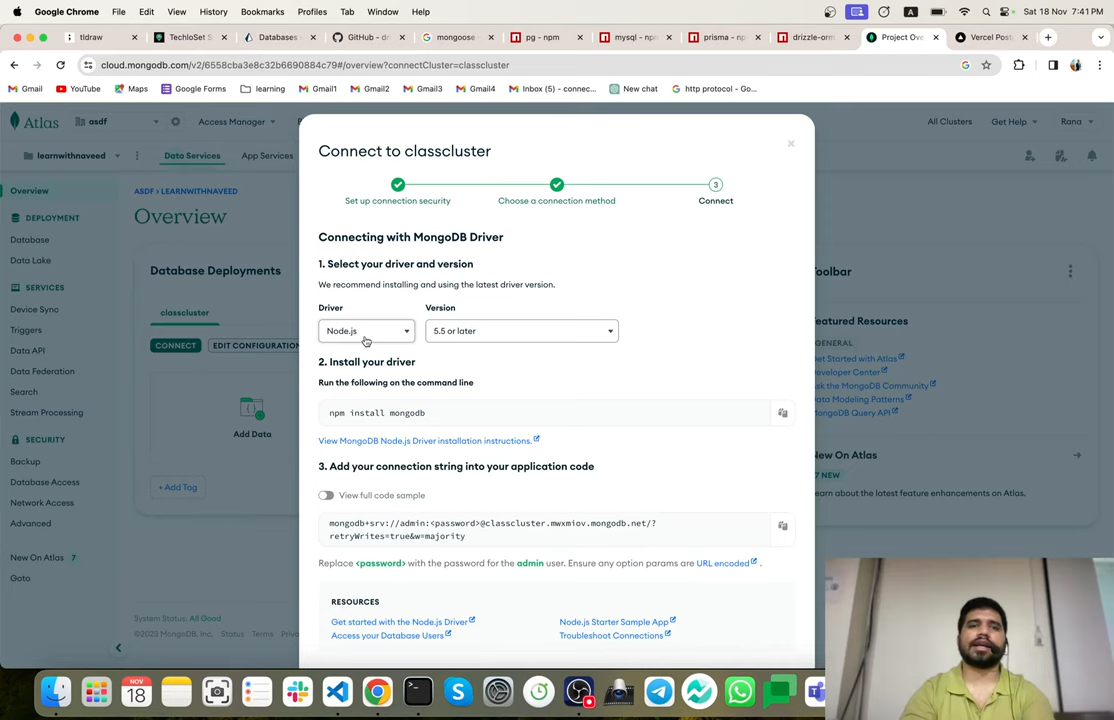 Google Chrome File Edit View History Bookmarks Profiles Tab Window Help A Sat 18 Nov 7:41 PM
tldraw TechloSet S Databases GitHub - dr mongoose pg - npm mysql - npm prisma - np drizzle-orm Project Ove Vercel Post
cloud.mongodb.com/v2/6558cba3e8c32b6690884c79#/overview?connectCluster=classcluster
Gmail YouTube Maps Google Forms learning Gmail1 Gmail2 Gmail3 Gmail4 Inbox (5) - connec... New chat http protocol - Go...
Atlas asdf Access Manager All Clusters Get Help Rana
learnwithnaveed Data Services App Services
Overview
DEPLOYMENT
Database
Data Lake
SERVICES
Device Sync
Triggers
Data API
Data Federation
Search
Stream Processing
SECURITY
Backup
Database Access
Network Access
Advanced
New On Atlas 7
Goto
ASDF > LEARNWITHNAVEED
Overview
Database Deployments
classcluster
CONNECT EDIT CONFIGURATION
Add Data
+ Add Tag
System Status: All Good
©2023 MongoDB, Inc. Status Terms Priva
Connect to classcluster
3
Set up connection security Choose a connection method Connect
Connecting with MongoDB Driver
1. Select your driver and version
We recommend installing and using the latest driver version.
Driver Version
Node.js 5.5 or later
2. Install your driver
Run the following on the command line
npm install mongodb
View MongoDB Node.js Driver installation instructions.
3. Add your connection string into your application code
View full code sample
mongodb+srv://admin:<password>@classcluster.mwxmiov.mongodb.net/?
retryWrites=true&w=majority
Replace <password> with the password for the admin user. Ensure any option params are URL encoded .
RESOURCES
Get started with the Node.js Driver Node.js Starter Sample App
Access your Database Users Troubleshoot Connections
Toolbar
Featured Resources
GENERAL
Get Started with Atlas
Developer Center
Ask the MongoDB Community
Data Modeling Patterns
MongoDB Query API
New On Atlas
7 NEW
Learn about the latest feature enhancements on Atlas.
NOV
18